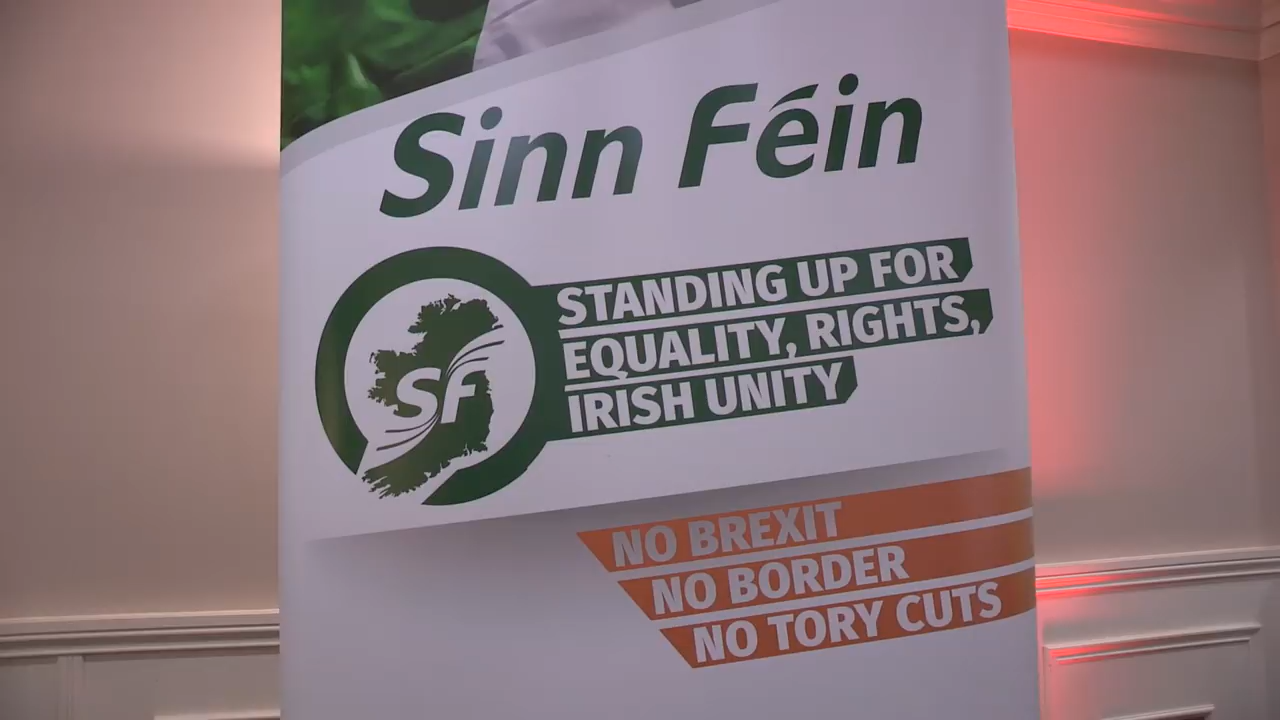 Sinn Féin
SF
STANDING UP FOR
EQUALITY, RIGHTS,
IRISH UNITY
NO BREXIT
NO BORDER
NO TORY CUTS